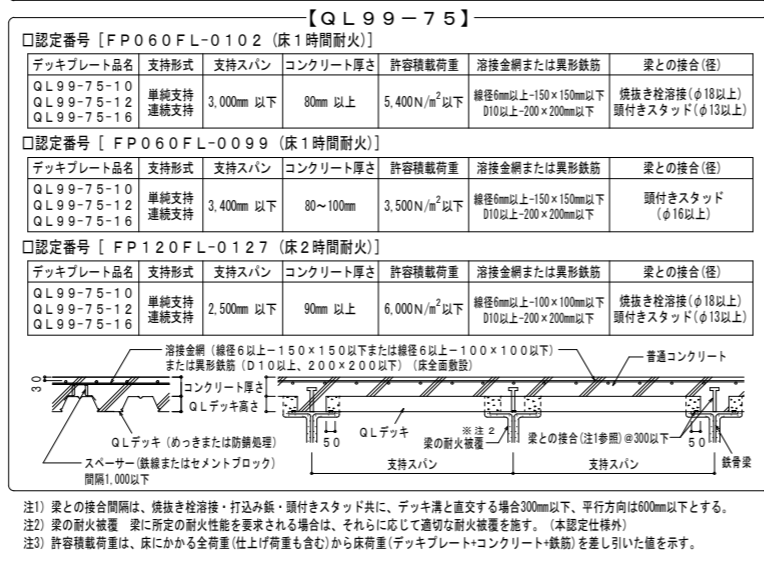 【QL99-75】
□認定番号 [FP060FL-0102 (床1時間耐火)]
デッキプレート品名 支持形式 支持スパン コンクリート厚さ 許容積載荷重 溶接金網または異形鉄筋 梁との接合(径)
QL99-75-10
QL99-75-12
QL99-75-16
単純支持
連続支持
3,000mm 以下
80mm 以上
5,400N/m²以下
線径6mm以上-150×150mm以下
D10以上-200×200mm以下
焼抜き栓溶接(φ18以上)
頭付きスタッド(φ13以上)
□認定番号 [ FP060FL-0099 (床1時間耐火)]
デッキプレート品名 支持形式 支持スパン コンクリート厚さ 許容積載荷重 溶接金網または異形鉄筋 梁との接合(径)
QL99-75-10
QL99-75-12
QL99-75-16
単純支持
連続支持
3,400mm 以下
80~100mm
3,500N/m²以下
線径6mm以上-150×150mm以下
D10以上-200×200mm以下
頭付きスタッド
(φ16以上)
□認定番号 [ FP120FL-0127 (床2時間耐火)]
デッキプレート品名 支持形式 支持スパン コンクリート厚さ 許容積載荷重 溶接金網または異形鉄筋 梁との接合(径)
QL99-75-10
QL99-75-12
QL99-75-16
単純支持
連続支持
2,500mm 以下
90mm 以上
6,000N/m²以下
線径6mm以上-100×100mm以下
D10以上-200×200mm以下
焼抜き栓溶接(φ18以上)
頭付きスタッド(φ13以上)
溶接金網 (線径6以上-150×150以下または線径6以上-100×100以下)
または異形鉄筋 (D10以上、200×200以下) (床全面敷設)
普通コンクリート
30
コンクリート厚さ
QLデッキ高さ
QLデッキ(めっきまたは防錆処理)
スペーサー(鉄線またはセメントブロック)
間隔1,000以下
50
QLデッキ
※注2
梁の耐火被覆
梁との接合(注1参照)@300以下
50
支持スパン
支持スパン
鉄骨梁
注1) 梁との接合間隔は、焼抜き栓溶接・打込み鋲・頭付きスタッド共に、デッキ溝と直交する場合300mm以下、平行方向は600mm以下とする。
注2) 梁の耐火被覆 梁に所定の耐火性能を要求される場合は、それらに応じて適切な耐火被覆を施す。(本認定仕様外)
注3) 許容積載荷重は、床にかかる全荷重(仕上げ荷重も含む)から床荷重(デッキプレート+コンクリート+鉄筋)を差し引いた値を示す。